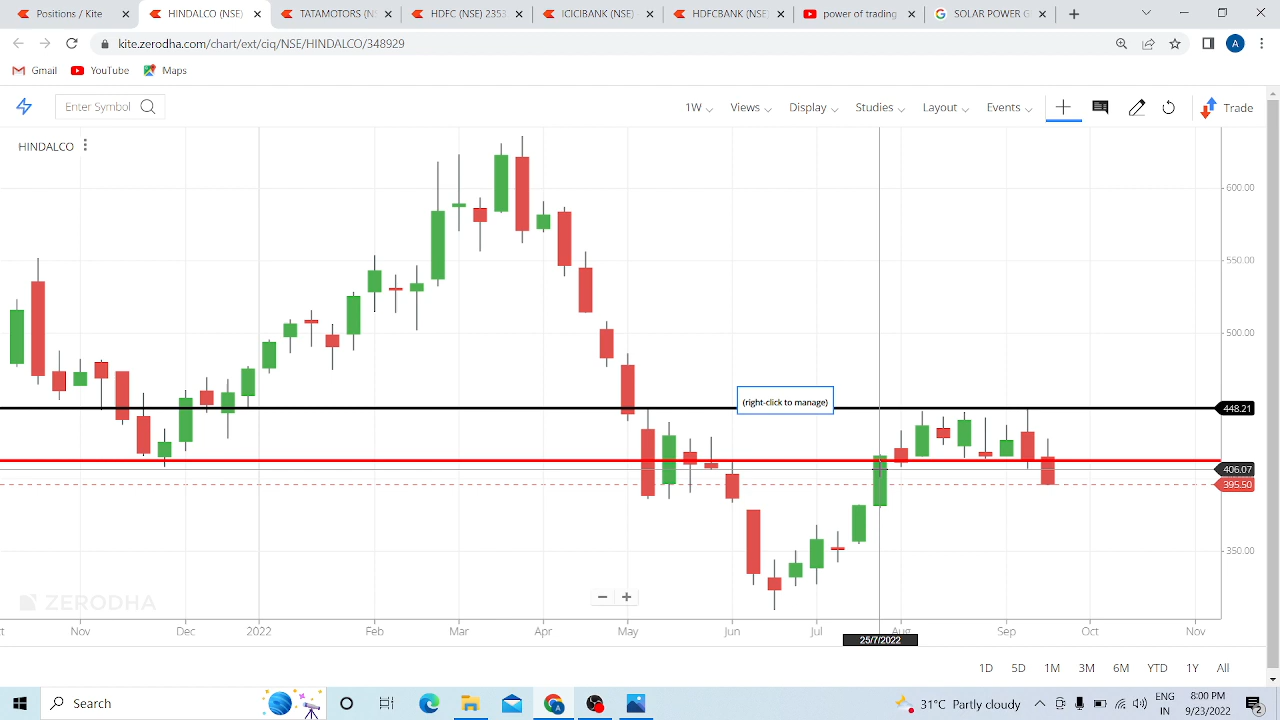 Positions / Kite
HINDALCO (NSE)
TATAMOTORS (N
HDFC (NSE) 2353
ICICIBANK (NSE)
HDFCBANK (NSE
power of trading
SOLAR POWER G
kite.zerodha.com/chart/ext/ciq/NSE/HINDALCO/348929
A
Gmail
YouTube
Maps
Enter Symbol
1W
Views
Display
Studies
Layout
Events
Trade
HINDALCO
600.00
550.00
500.00
(right-click to manage)
448.21
406.07
395.50
350.00
ZERODHA
Nov
Dec
2022
Feb
Mar
Apr
May
Jun
Jul
Aug
Sep
Oct
Nov
25/7/2022
1D
5D
1M
3M
6M
YTD
1Y
All
Search
31°C Partly cloudy
ENG
IN
8:00 PM
9/23/2022
2